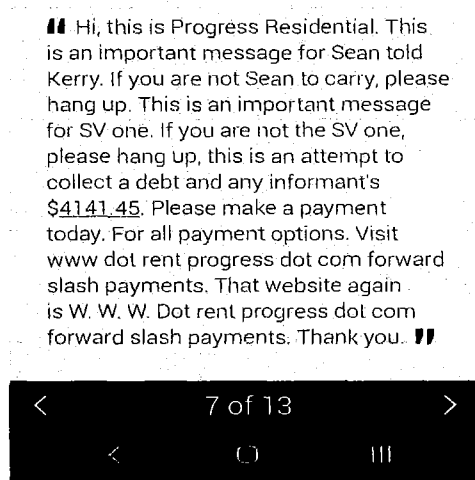 " Hi, this is Progress Residential. This
is an important message for Sean told
Kerry. If you are not Sean to carry, please
hang up. This is an important message
for SV one. If you are not the SV one,
please hang up, this is an attempt to
collect a debt and any informant's
$4141.45. Please make a payment
today. For all payment options. Visit
www dot rent progress dot com forward
slash payments. That website again
is W. W. W. Dot rent progress dot com
forward slash payments. Thank you. "
7 of 13